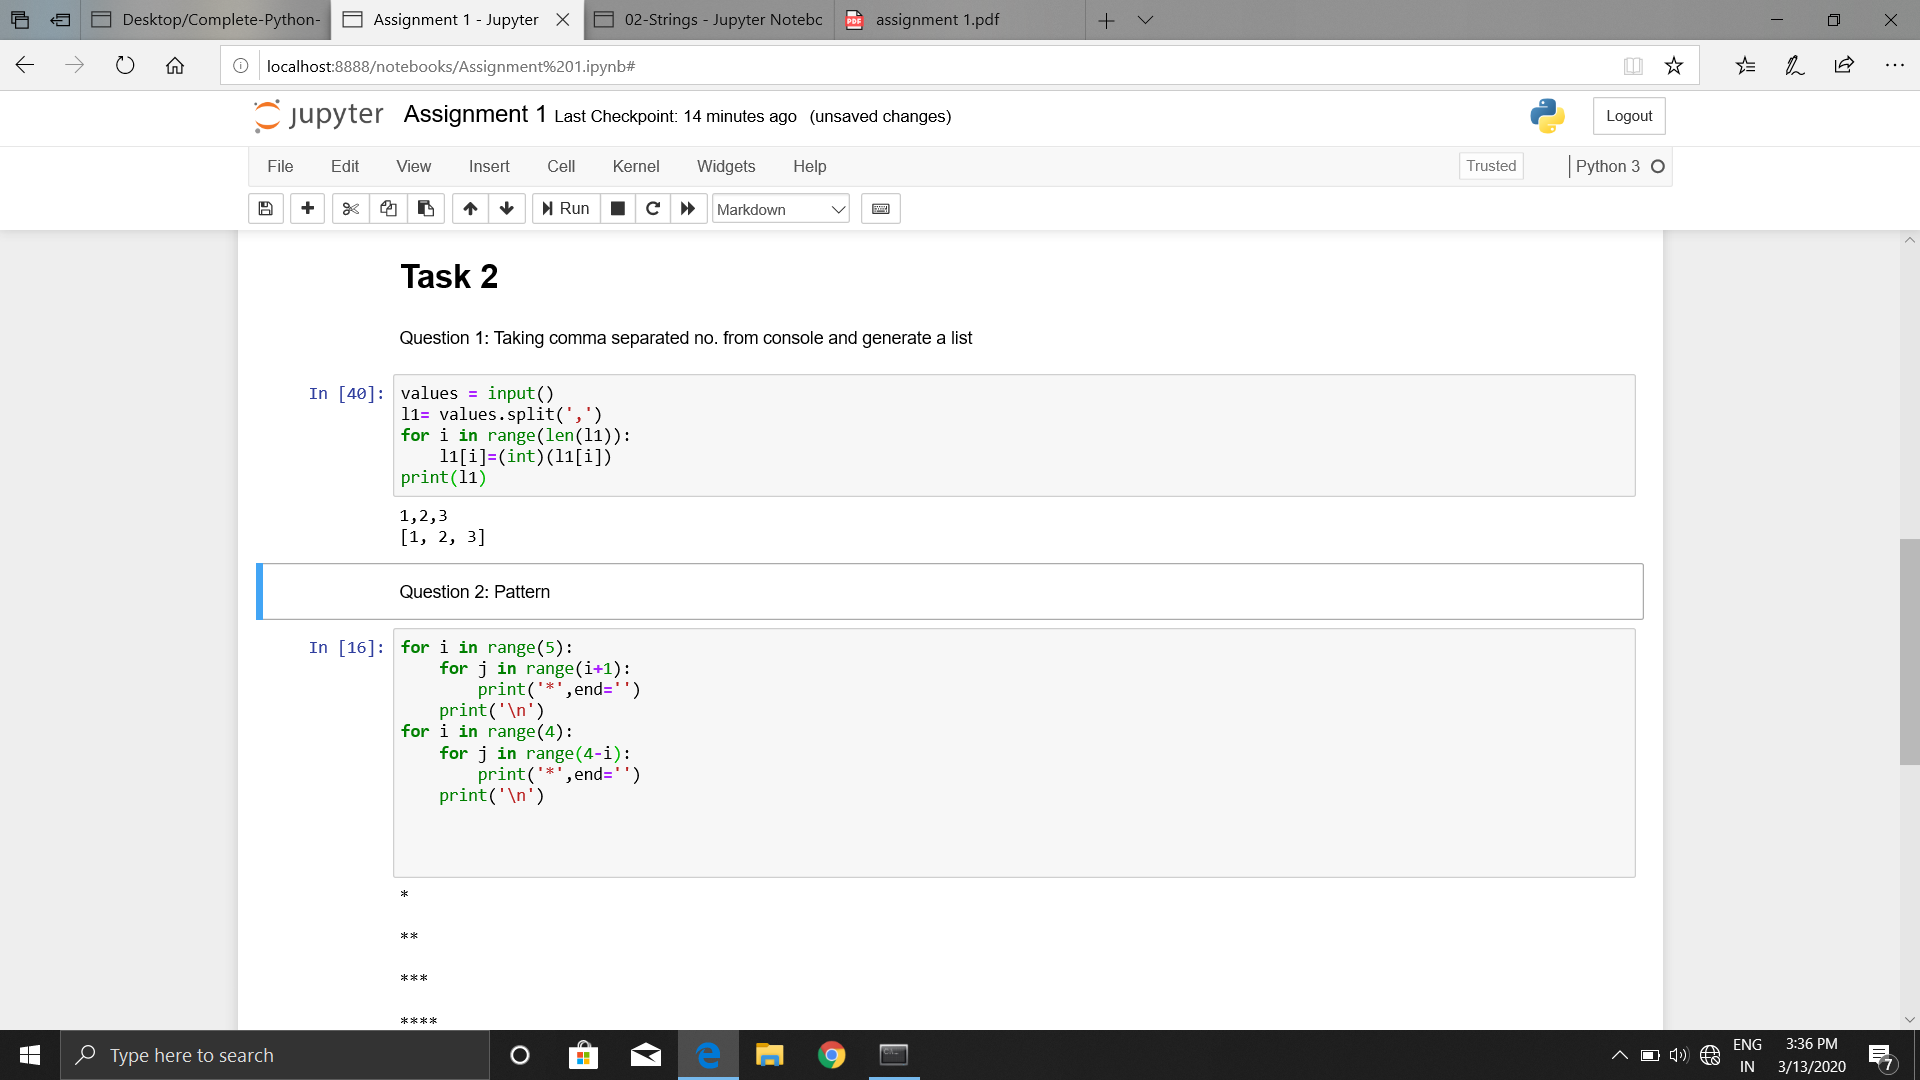 Desktop/Complete-Python-
Assignment 1 - Jupyter
02-Strings - Jupyter Notebc
PDF
assignment 1.pdf
localhost:8888/notebooks/Assignment%201.ipynb#
jupyter Assignment 1 Last Checkpoint: 14 minutes ago (unsaved changes)
Logout
File Edit View Insert Cell Kernel Widgets Help
Trusted
Python 3
Run
Markdown
Task 2
Question 1: Taking comma separated no. from console and generate a list
In [40]:
values = input()
l1= values.split(',')
for i in range(len(l1)):
    l1[i]=(int)(l1[i])
print(l1)
1,2,3
[1, 2, 3]
Question 2: Pattern
In [16]:
for i in range(5):
    for j in range(i+1):
        print('*',end='')
    print('\n')
for i in range(4):
    for j in range(4-i):
        print('*',end='')
    print('\n')
*
**
***
****
Type here to search
ENG
IN
3:36 PM
3/13/2020
7